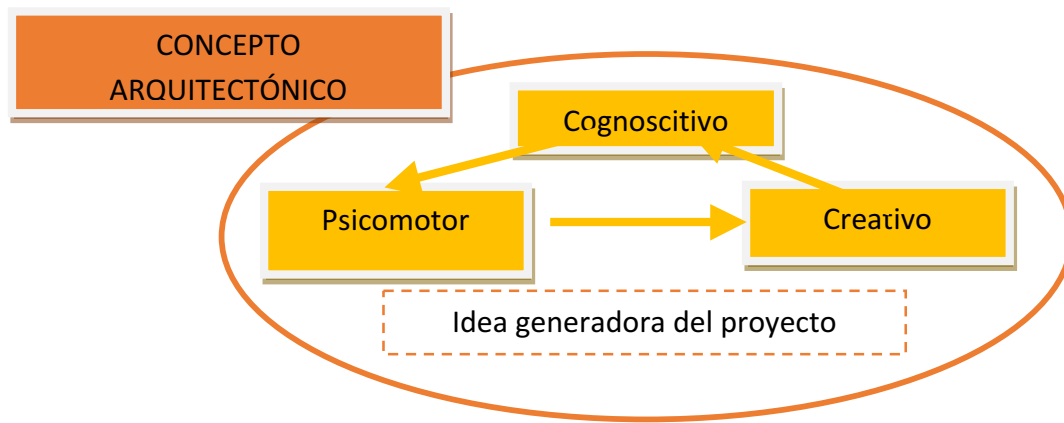 CONCEPTO
ARQUITECTÓNICO
Cognoscitivo
Psicomotor
Creativo
Idea generadora del proyecto